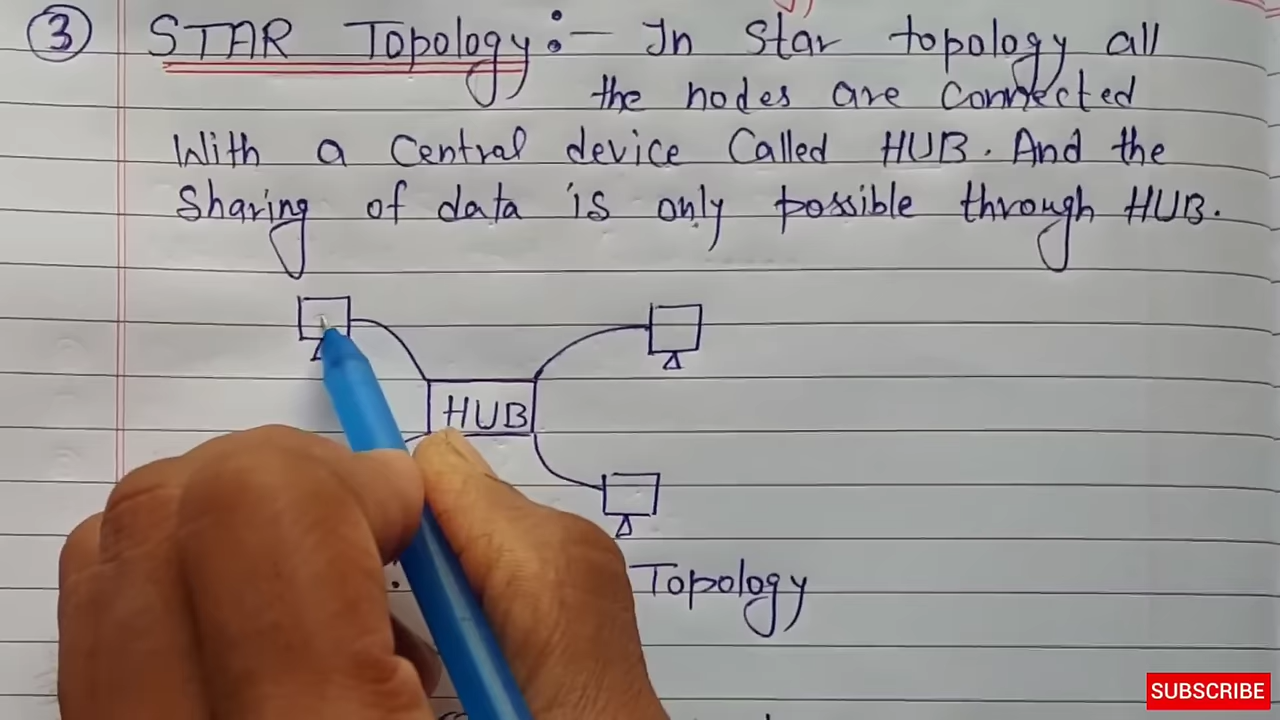 3 STAR Topology :- In Star topology all
the nodes are connected
With a Central device Called HUB. And the
Sharing of data is only possible through HUB.
HUB
Topology
SUBSCRIBE